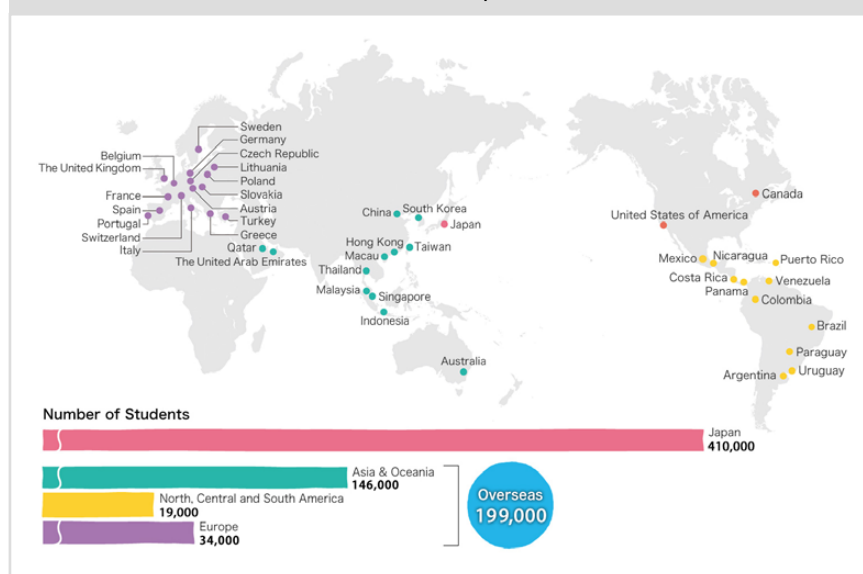 Sweden
Germany
Czech Republic
Lithuania
Poland
Slovakia
Austria
Turkey
Greece
Belgium
The United Kingdom
France
Spain
Portugal
Switzerland
Italy
Qatar
The United Arab Emirates
China
South Korea
Japan
Hong Kong
Taiwan
Macau
Thailand
Malaysia
Singapore
Indonesia
Australia
Canada
United States of America
Mexico
Nicaragua
Puerto Rico
Costa Rica
Venezuela
Panama
Colombia
Brazil
Paraguay
Uruguay
Argentina
Number of Students
Japan
410,000
Asia & Oceania
146,000
North, Central and South America
19,000
Europe
34,000
Overseas
199,000